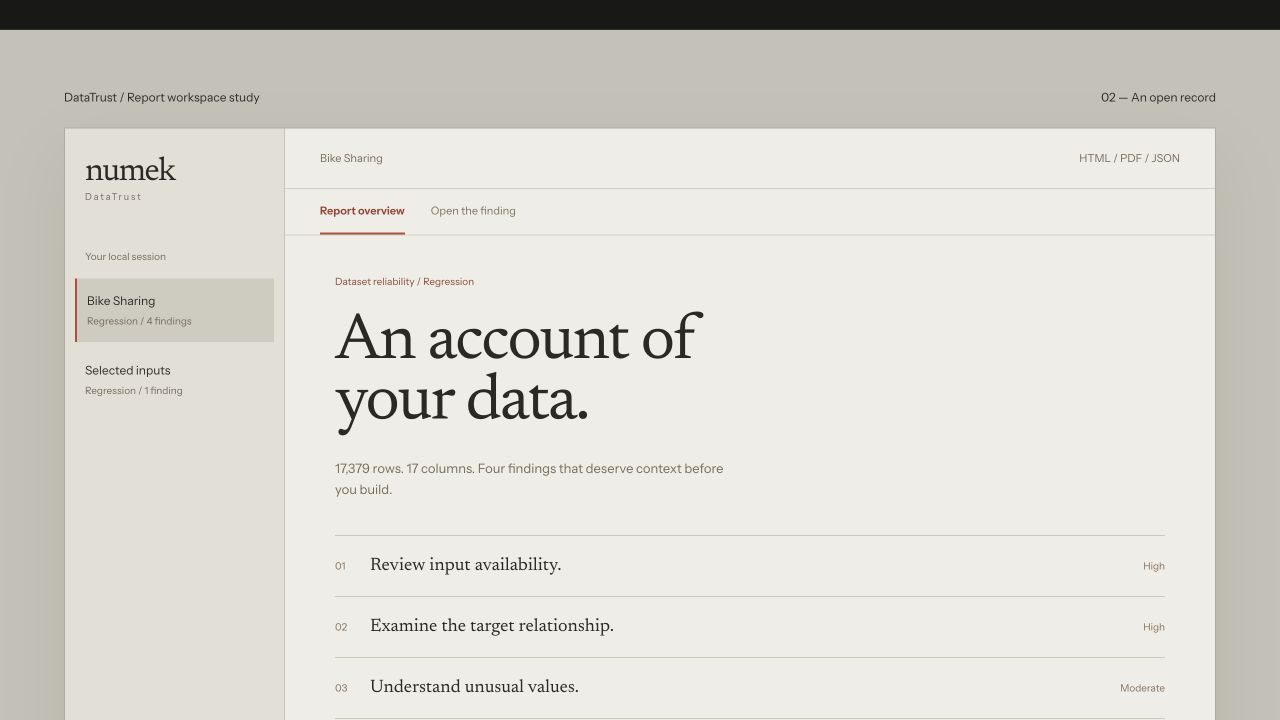 DataTrust / Report workspace study
02 — An open record
numek
DataTrust
Your local session
Bike Sharing
Regression / 4 findings
Selected inputs
Regression / 1 finding
Bike Sharing
HTML / PDF / JSON
Report overview
Open the finding
Dataset reliability / Regression
An account of
your data.
17,379 rows. 17 columns. Four findings that deserve context before
you build.
01 Review input availability. High
02 Examine the target relationship. High
03 Understand unusual values. Moderate